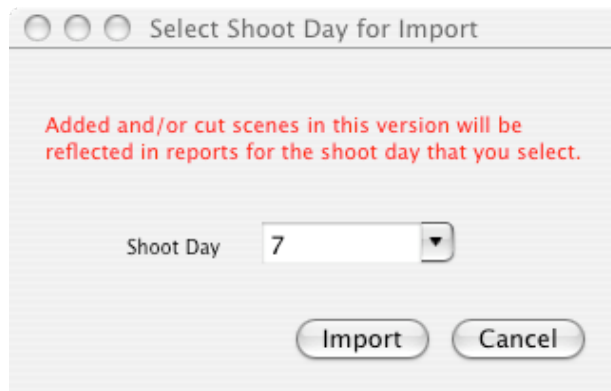 Select Shoot Day for Import
Added and/or cut scenes in this version will be
reflected in reports for the shoot day that you select.
Shoot Day 7
Import Cancel